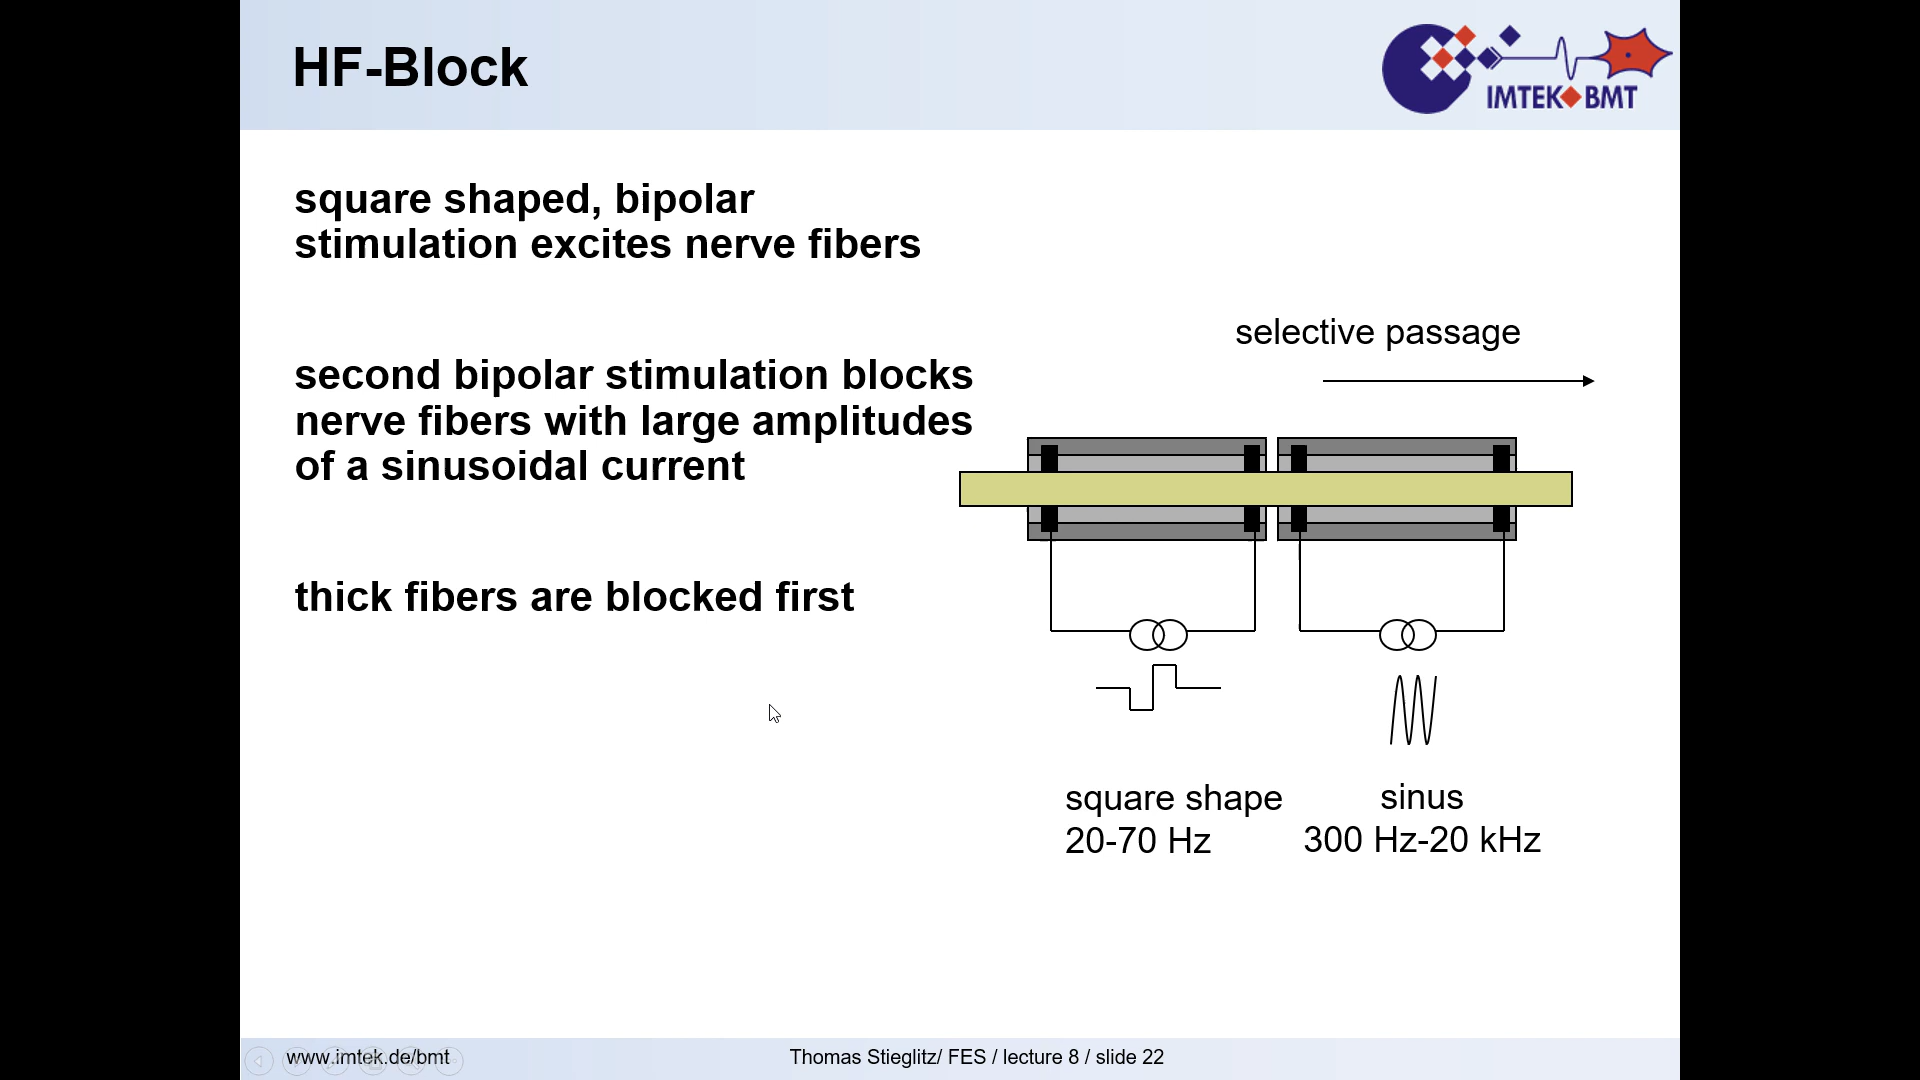 HF-Block
IMTEK BMT
square shaped, bipolar
stimulation excites nerve fibers
second bipolar stimulation blocks
nerve fibers with large amplitudes
of a sinusoidal current
thick fibers are blocked first
selective passage
square shape
20-70 Hz
sinus
300 Hz-20 kHz
www.imtek.de/bmt
Thomas Stieglitz/ FES / lecture 8 / slide 22